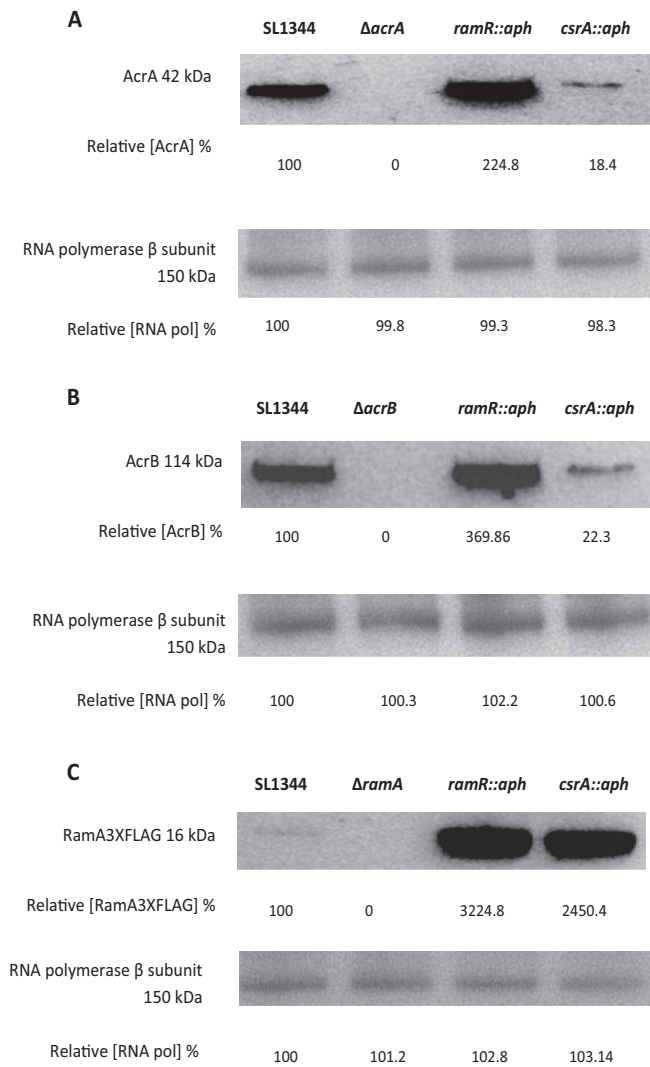 A
SL1344 ΔacrA ramR::aph csrA::aph
AcrA 42 kDa
Relative [AcrA] %
100 0 224.8 18.4
RNA polymerase β subunit
150 kDa
Relative [RNA pol] %
100 99.8 99.3 98.3
B
SL1344 ΔacrB ramR::aph csrA::aph
AcrB 114 kDa
Relative [AcrB] %
100 0 369.86 22.3
RNA polymerase β subunit
150 kDa
Relative [RNA pol] %
100 100.3 102.2 100.6
C
SL1344 ΔramA ramR::aph csrA::aph
RamA3XFLAG 16 kDa
Relative [RamA3XFLAG] %
100 0 3224.8 2450.4
RNA polymerase β subunit
150 kDa
Relative [RNA pol] %
100 101.2 102.8 103.14